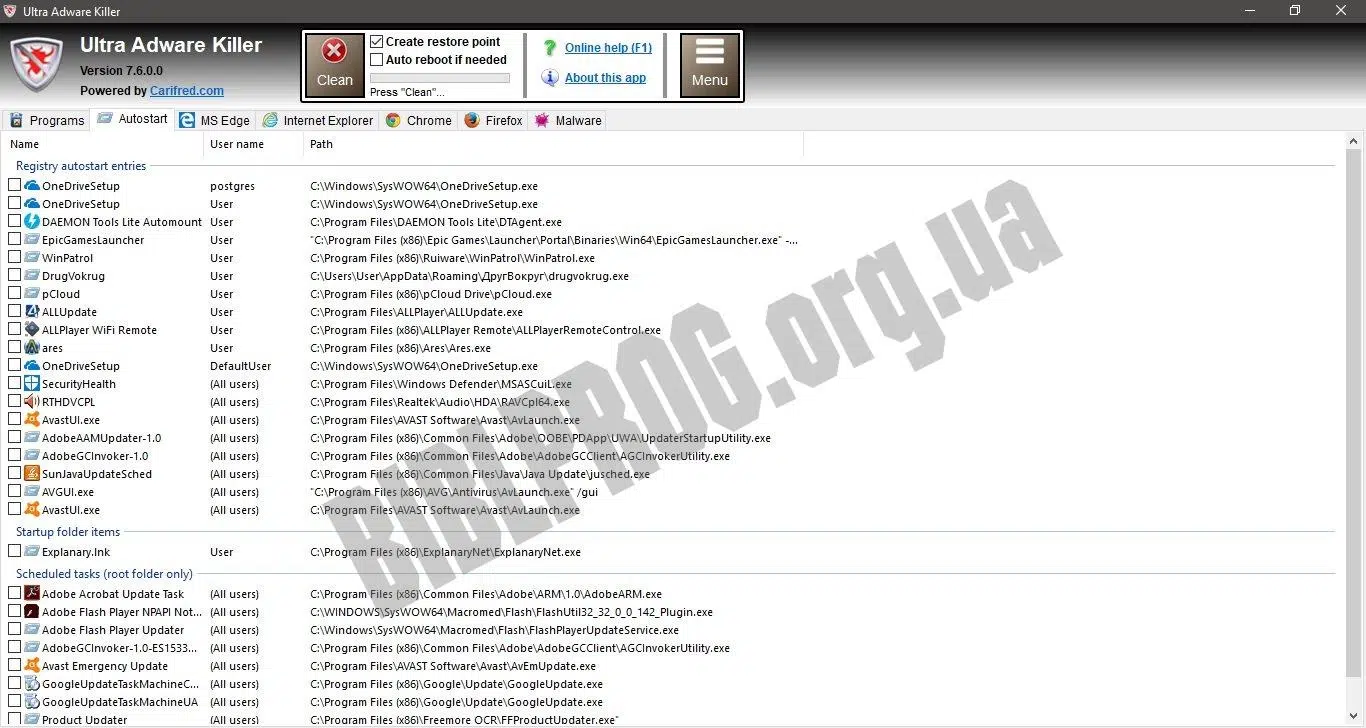 Ultra Adware Killer
Ultra Adware Killer
Version 7.6.0.0
Powered by Carifred.com
Clean
Create restore point
Auto reboot if needed
Press "Clean"...
Online help (F1)
About this app
Menu
Programs Autostart MS Edge Internet Explorer Chrome Firefox Malware
Name User name Path
Registry autostart entries
OneDriveSetup postgres C:\Windows\SysWOW64\OneDriveSetup.exe
OneDriveSetup User C:\Windows\SysWOW64\OneDriveSetup.exe
DAEMON Tools Lite Automount User C:\Program Files\DAEMON Tools Lite\DTAgent.exe
EpicGamesLauncher User "C:\Program Files (x86)\Epic Games\Launcher\Portal\Binaries\Win64\EpicGamesLauncher.exe" -...
WinPatrol User C:\Program Files (x86)\Ruiware\WinPatrol\WinPatrol.exe
DrugVokrug User C:\Users\User\AppData\Roaming\ДругВокруг\drugvokrug.exe
pCloud User C:\Program Files (x86)\pCloud Drive\pCloud.exe
ALLUpdate User C:\Program Files\ALLPlayer\ALLUpdate.exe
ALLPlayer WiFi Remote User C:\Program Files (x86)\ALLPlayer Remote\ALLPlayerRemoteControl.exe
ares User C:\Program Files (x86)\Ares\Ares.exe
OneDriveSetup DefaultUser C:\Windows\SysWOW64\OneDriveSetup.exe
SecurityHealth (All users) C:\Program Files\Windows Defender\MSASCuiL.exe
RTHDVCPL (All users) C:\Program Files\Realtek\Audio\HDA\RAVCpl64.exe
AvastUI.exe (All users) C:\Program Files\AVAST Software\Avast\AvLaunch.exe
AdobeAAMUpdater-1.0 (All users) C:\Program Files (x86)\Common Files\Adobe\OOBE\PDApp\UWA\UpdaterStartupUtility.exe
AdobeGCInvoker-1.0 (All users) C:\Program Files (x86)\Common Files\Adobe\AdobeGCClient\AGCInvokerUtility.exe
SunJavaUpdateSched (All users) C:\Program Files (x86)\Common Files\Java\Java Update\jusched.exe
AVGUI.exe (All users) "C:\Program Files (x86)\AVG\Antivirus\AvLaunch.exe" /gui
AvastUI.exe (All users) C:\Program Files\AVAST Software\Avast\AvLaunch.exe
Startup folder items
Explanary.lnk User C:\Program Files (x86)\ExplanaryNet\ExplanaryNet.exe
Scheduled tasks (root folder only)
Adobe Acrobat Update Task (All users) C:\Program Files (x86)\Common Files\Adobe\ARM\1.0\AdobeARM.exe
Adobe Flash Player NPAPI Not... (All users) C:\WINDOWS\SysWOW64\Macromed\Flash\FlashUtil32_32_0_0_142_Plugin.exe
Adobe Flash Player Updater (All users) C:\Windows\SysWOW64\Macromed\Flash\FlashPlayerUpdateService.exe
AdobeGCInvoker-1.0-ES1533... (All users) C:\Program Files (x86)\Common Files\Adobe\AdobeGCClient\AGCInvokerUtility.exe
Avast Emergency Update (All users) C:\Program Files\AVAST Software\Avast\AvEmUpdate.exe
GoogleUpdateTaskMachineC... (All users) C:\Program Files (x86)\Google\Update\GoogleUpdate.exe
GoogleUpdateTaskMachineUA (All users) C:\Program Files (x86)\Google\Update\GoogleUpdate.exe
Product Updater (All users) C:\Program Files (x86)\Freemore OCR\FFProductUpdater.exe"
BIBLPROG.org.ua